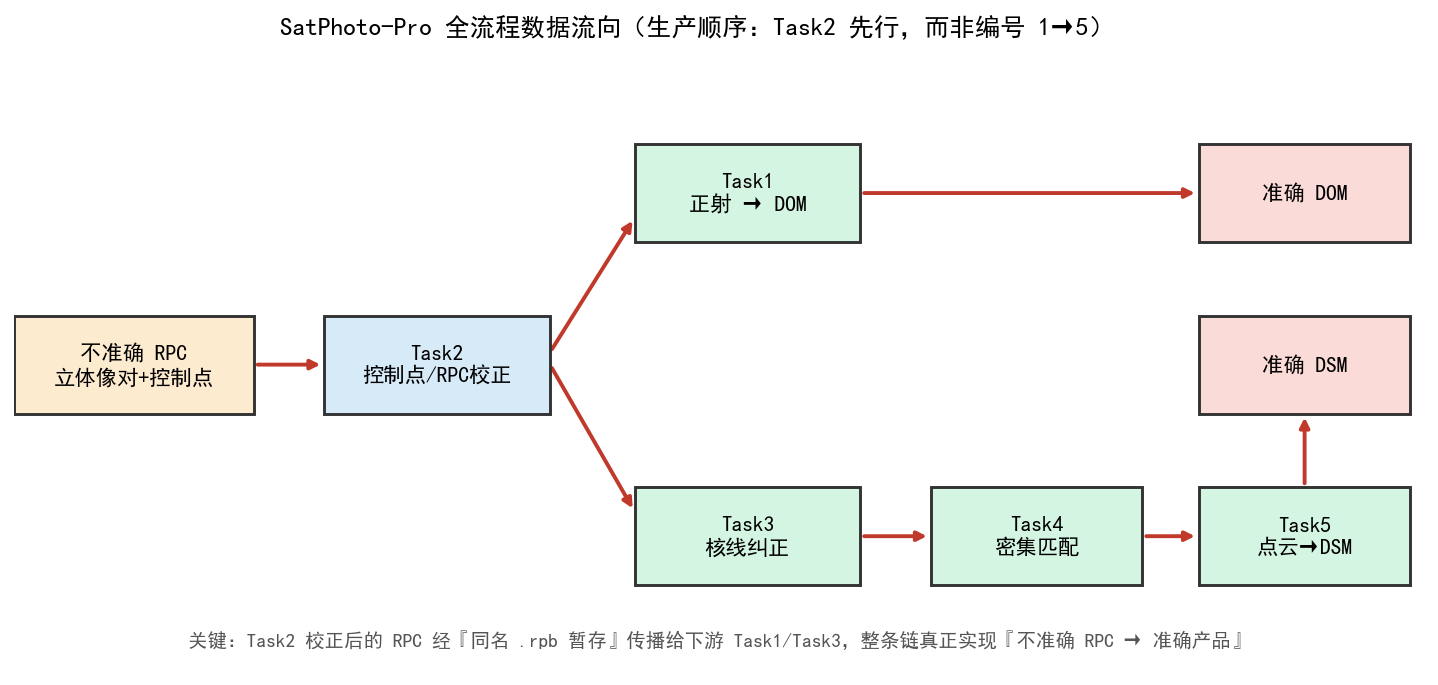 SatPhoto-Pro 全流程数据流向（生产顺序：Task2 先行，而非编号 1→5）
Task1
正射 → DOM
准确 DOM
不准确 RPC
立体像对+控制点
Task2
控制点/RPC校正
准确 DSM
Task3
核线纠正
Task4
密集匹配
Task5
点云→DSM
关键：Task2 校正后的 RPC 经『同名 .rpb 暂存』传播给下游 Task1/Task3，整条链真正实现『不准确 RPC → 准确产品』